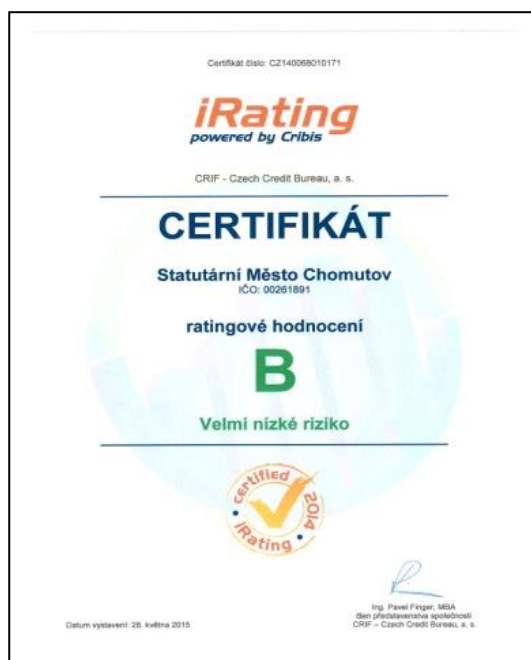 Certifikát číslo: CZ140068010171
iRating
powered by Cribis
CRIF - Czech Credit Bureau, a. s.
CERTIFIKÁT
Statutární Město Chomutov
IČO: 00261891
ratingové hodnocení
B
Velmi nízké riziko
certified 2014
iRating
Ing. Pavel Finger, MBA
člen představenstva společnosti
Datum vystavení: 28. května 2015
CRIF – Czech Credit Bureau, a. s.